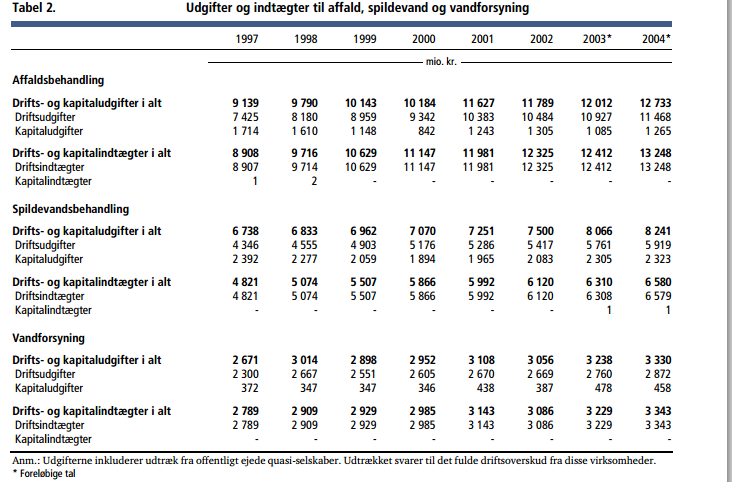 Tabel 2. Udgifter og indtægter til affald, spildevand og vandforsyning
1997 1998 1999 2000 2001 2002 2003* 2004*
mio. kr.
Affaldsbehandling
Drifts- og kapitaludgifter i alt 9 139 9 790 10 143 10 184 11 627 11 789 12 012 12 733
Driftsudgifter 7 425 8 180 8 959 9 342 10 383 10 484 10 927 11 468
Kapitaludgifter 1 714 1 610 1 148 842 1 243 1 305 1 085 1 265
Drifts- og kapitalindtægter i alt 8 908 9 716 10 629 11 147 11 981 12 325 12 412 13 248
Driftsindtægter 8 907 9 714 10 629 11 147 11 981 12 325 12 412 13 248
Kapitalindtægter 1 2 - - - - - -
Spildevandsbehandling
Drifts- og kapitaludgifter i alt 6 738 6 833 6 962 7 070 7 251 7 500 8 066 8 241
Driftsudgifter 4 346 4 555 4 903 5 176 5 286 5 417 5 761 5 919
Kapitaludgifter 2 392 2 277 2 059 1 894 1 965 2 083 2 305 2 323
Drifts- og kapitalindtægter i alt 4 821 5 074 5 507 5 866 5 992 6 120 6 310 6 580
Driftsindtægter 4 821 5 074 5 507 5 866 5 992 6 120 6 308 6 579
Kapitalindtægter - - - - - - 1 1
Vandforsyning
Drifts- og kapitaludgifter i alt 2 671 3 014 2 898 2 952 3 108 3 056 3 238 3 330
Driftsudgifter 2 300 2 667 2 551 2 605 2 670 2 669 2 760 2 872
Kapitaludgifter 372 347 347 346 438 387 478 458
Drifts- og kapitalindtægter i alt 2 789 2 909 2 929 2 985 3 143 3 086 3 229 3 343
Driftsindtægter 2 789 2 909 2 929 2 985 3 143 3 086 3 229 3 343
Kapitalindtægter - - - - - - - -
Anm.: Udgifterne inkluderer udtræk fra offentligt ejede quasi-selskaber. Udtrækket svarer til det fulde driftsoverskud fra disse virksomheder.
* Foreløbige tal